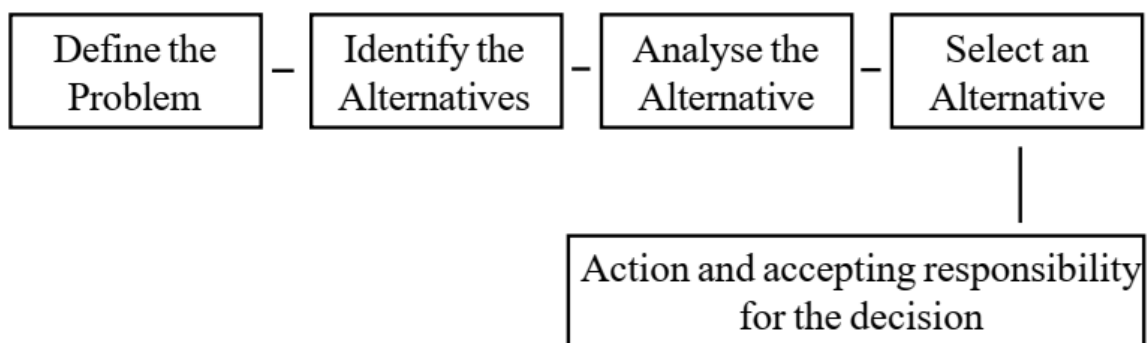 Define the
Problem
Identify the
Alternatives
Analyse the
Alternative
Select an
Alternative
Action and accepting responsibility
for the decision